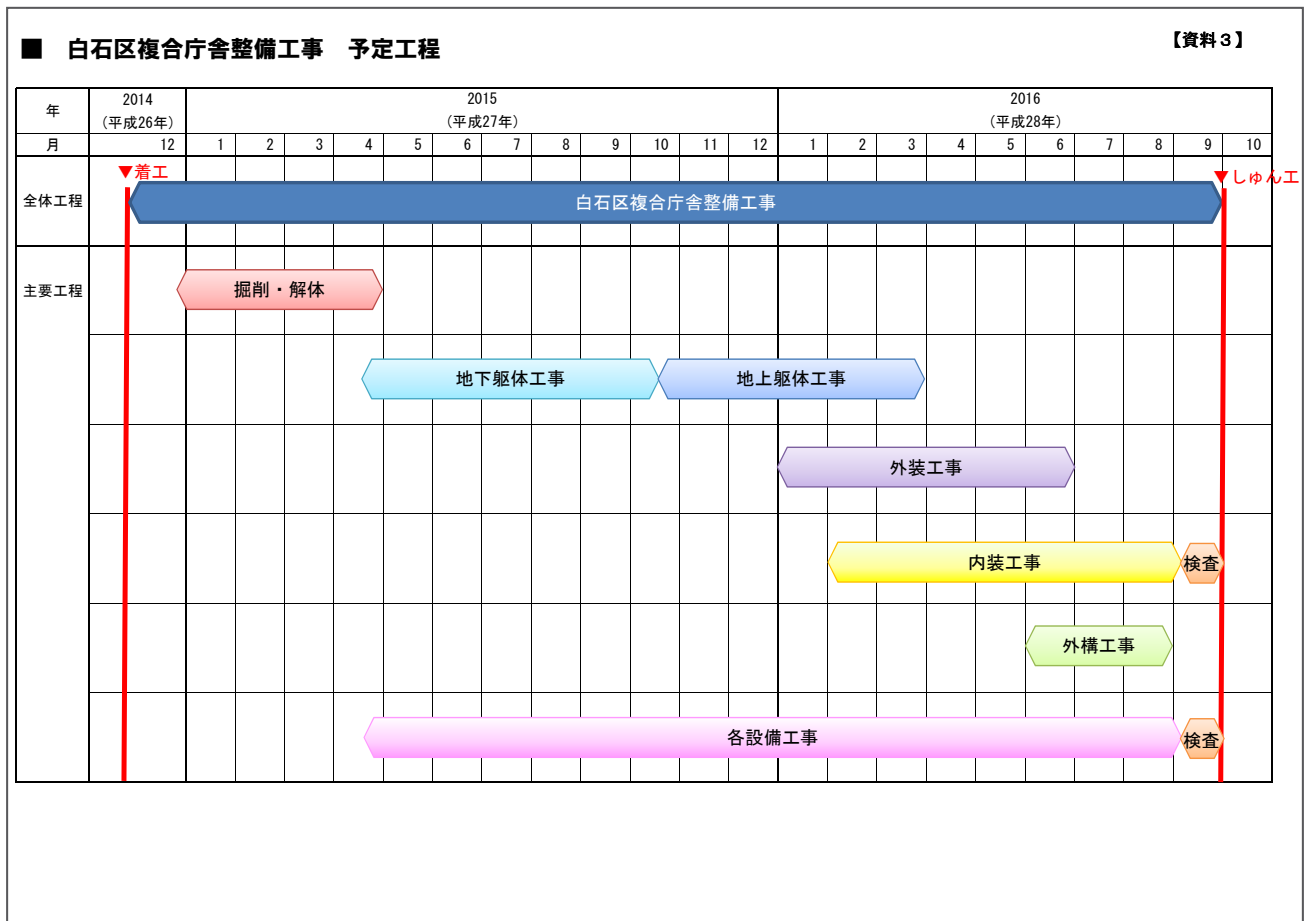 ■ 白石区複合庁舎整備工事 予定工程
【資料3】
年 2014 2015 2016
(平成26年) (平成27年) (平成28年)
月 12 1 2 3 4 5 6 7 8 9 10 11 12 1 2 3 4 5 6 7 8 9 10
▼着工 ▼しゅん工
全体工程 白石区複合庁舎整備工事
主要工程 掘削・解体
地下躯体工事 地上躯体工事
外装工事
内装工事 検査
外構工事
各設備工事 検査